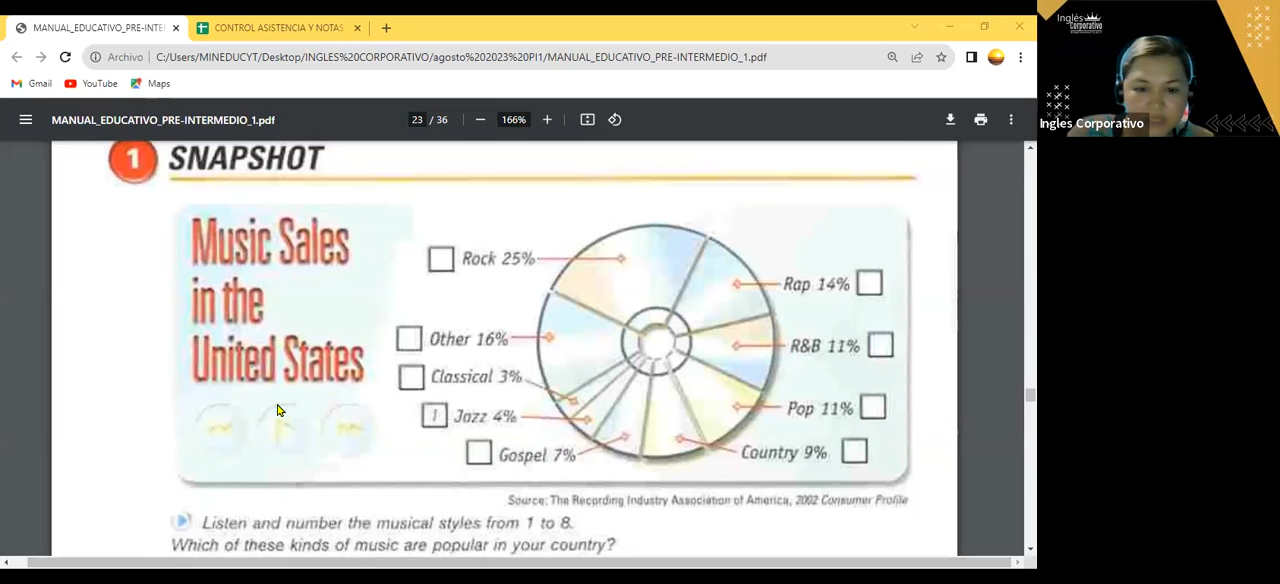 MANUAL_EDUCATIVO_PRE-INTER
CONTROL ASISTENCIA Y NOTAS
Archivo C:/Users/MINEDUCYT/Desktop/INGLES%20CORPORATIVO/agosto%202023%20PI1/MANUAL_EDUCATIVO_PRE-INTERMEDIO_1.pdf
Gmail YouTube Maps
MANUAL_EDUCATIVO_PRE-INTERMEDIO_1.pdf 23 / 36 166%
Inglés
Corporativo
Ingles Corporativo
1 SNAPSHOT
Music Sales
in the
United States
Rock 25%
Other 16%
Classical 3%
1 Jazz 4%
Gospel 7%
Rap 14%
R&B 11%
Pop 11%
Country 9%
Source: The Recording Industry Association of America, 2002 Consumer Profile
Listen and number the musical styles from 1 to 8.
Which of these kinds of music are popular in your country?